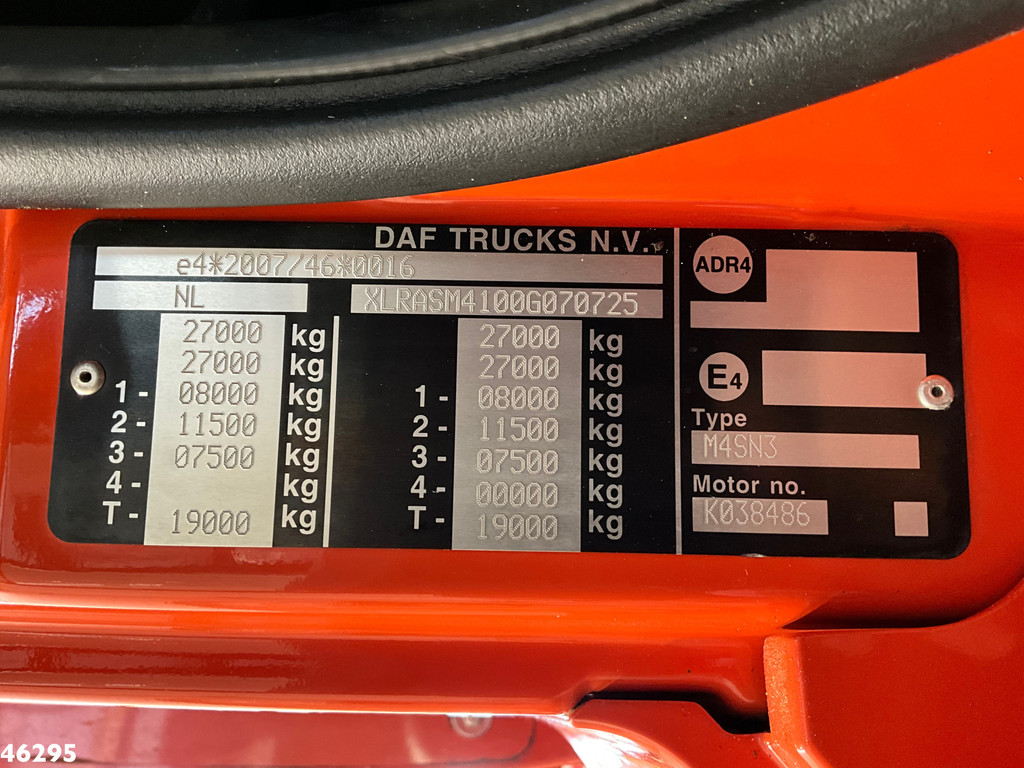 DAF TRUCKS N.V.
e4*2007/46*0016
NL XLRASM4100G070725
27000 kg 27000 kg
27000 kg 27000 kg
1- 08000 kg 1- 08000 kg
2- 11500 kg 2- 11500 kg
3- 07500 kg 3- 07500 kg
4- kg 4- 00000 kg
T- 19000 kg T- 19000 kg
ADR4
E4
Type
M4SN3
Motor no.
K038486
46295